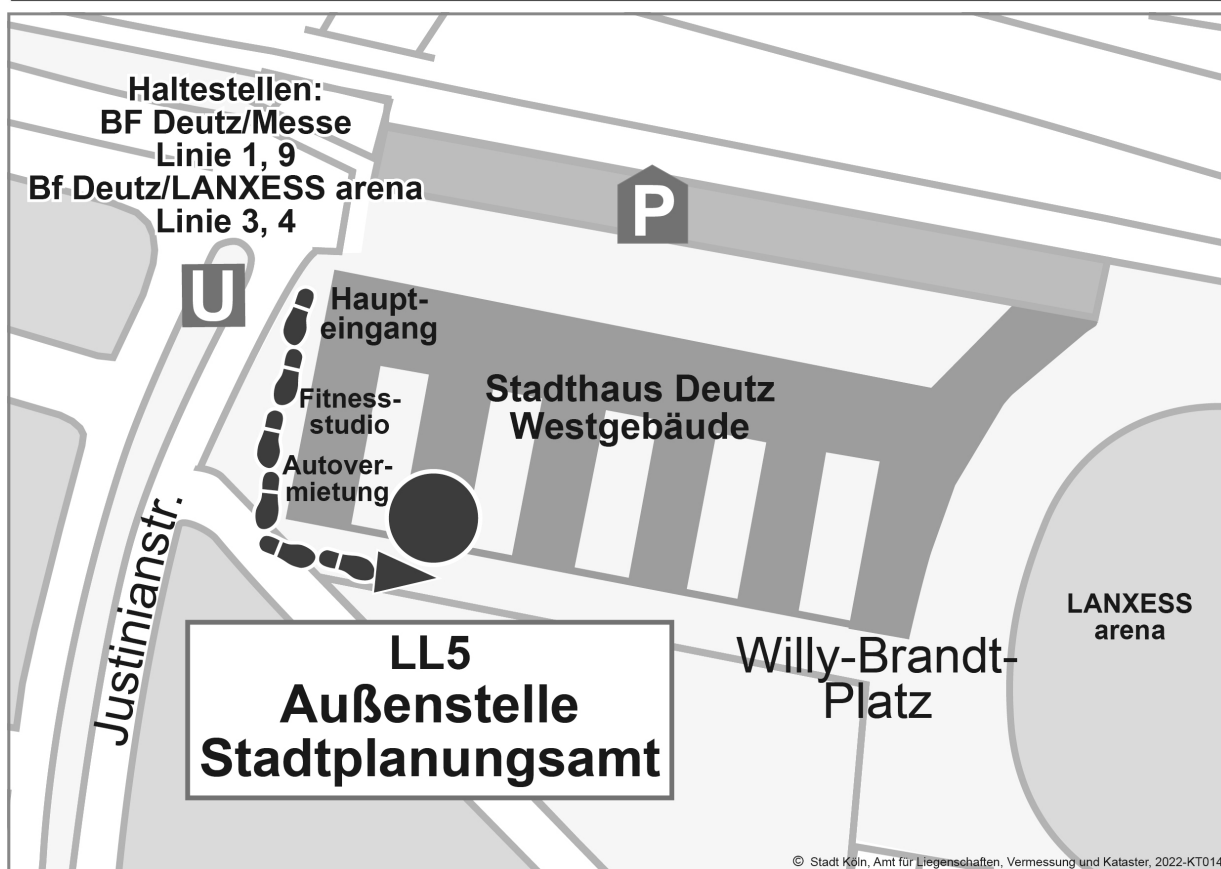 Haltestellen:
BF Deutz/Messe
Linie 1, 9
Bf Deutz/LANXESS arena
Linie 3, 4
P
U
Haupt-
eingang
Stadthaus Deutz
Westgebäude
Fitness-
studio
Autover-
mietung
Justinianstr.
LANXESS
arena
Willy-Brandt-
Platz
LL5
Außenstelle
Stadtplanungsamt
© Stadt Köln, Amt für Liegenschaften, Vermessung und Kataster, 2022-KT014